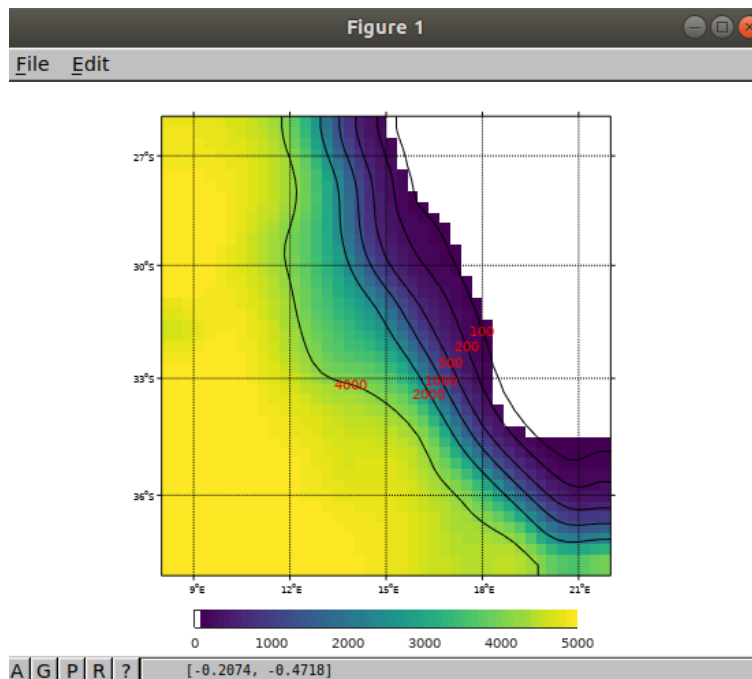 Figure 1
File Edit
27°S
30°S
33°S
36°S
100
200
500
1000
2000
4000
9°E 12°E 15°E 18°E 21°E
0 1000 2000 3000 4000 5000
A G P R ? [-0.2074, -0.4718]